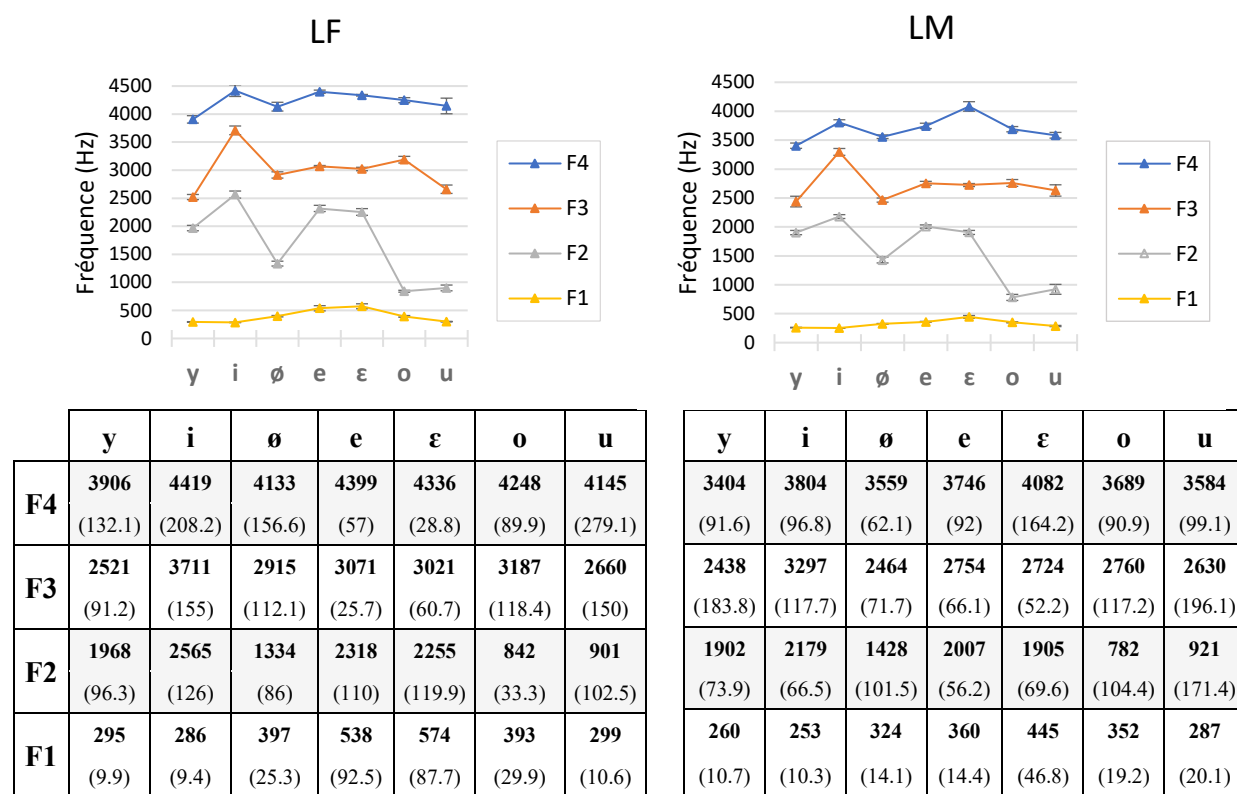 LF
4500
4000
3500
3000
2500
2000
1500
1000
500
0
Fréquence (Hz)
y i ø e ε o u
F4
F3
F2
F1
LM
4500
4000
3500
3000
2500
2000
1500
1000
500
0
Fréquence (Hz)
y i ø e ε o u
F4
F3
F2
F1
y i ø e ε o u
F4 3906 4419 4133 4399 4336 4248 4145
(132.1) (208.2) (156.6) (57) (28.8) (89.9) (279.1)
F3 2521 3711 2915 3071 3021 3187 2660
(91.2) (155) (112.1) (25.7) (60.7) (118.4) (150)
F2 1968 2565 1334 2318 2255 842 901
(96.3) (126) (86) (110) (119.9) (33.3) (102.5)
F1 295 286 397 538 574 393 299
(9.9) (9.4) (25.3) (92.5) (87.7) (29.9) (10.6)
y i ø e ε o u
3404 3804 3559 3746 4082 3689 3584
(91.6) (96.8) (62.1) (92) (164.2) (90.9) (99.1)
2438 3297 2464 2754 2724 2760 2630
(183.8) (117.7) (71.7) (66.1) (52.2) (117.2) (196.1)
1902 2179 1428 2007 1905 782 921
(73.9) (66.5) (101.5) (56.2) (69.6) (104.4) (171.4)
260 253 324 360 445 352 287
(10.7) (10.3) (14.1) (14.4) (46.8) (19.2) (20.1)